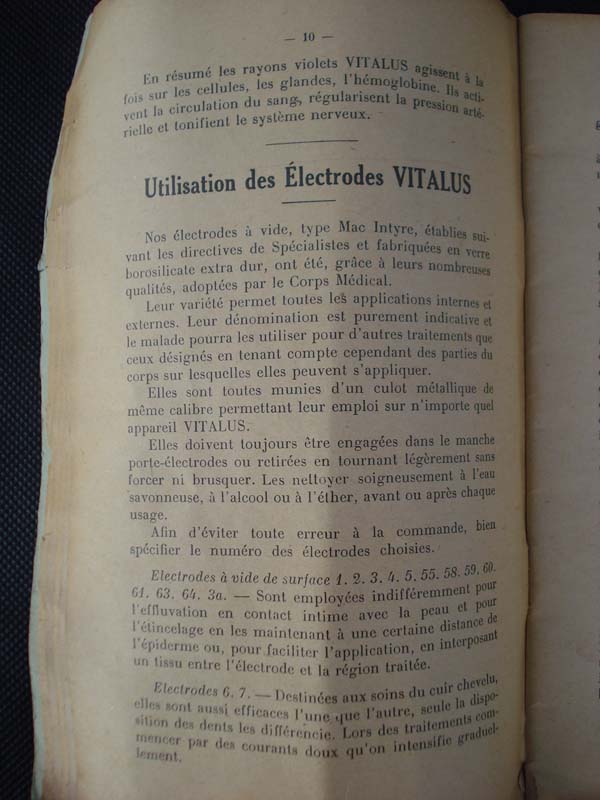 — 10 —
En résumé les rayons violets VITALUS agissent à la
fois sur les cellules, les glandes, l'hémoglobine. Ils acti-
vent la circulation du sang, régularisent la pression arté-
rielle et tonifient le système nerveux.
Utilisation des Électrodes VITALUS
Nos électrodes à vide, type Mac Intyre, établies sui-
vant les directives de Spécialistes et fabriquées en verre
borosilicate extra dur, ont été, grâce à leurs nombreuses
qualités, adoptées par le Corps Médical.
Leur variété permet toutes les applications internes et
externes. Leur dénomination est purement indicative et
le malade pourra les utiliser pour d'autres traitements que
ceux désignés en tenant compte cependant des parties du
corps sur lesquelles elles peuvent s'appliquer.
Elles sont toutes munies d'un culot métallique de
même calibre permettant leur emploi sur n'importe quel
appareil VITALUS.
Elles doivent toujours être engagées dans le manche
porte-électrodes ou retirées en tournant légèrement sans
forcer ni brusquer. Les nettoyer soigneusement à l'eau
savonneuse, à l'alcool ou à l'éther, avant ou après chaque
usage.
Afin d'éviter toute erreur à la commande, bien
spécifier le numéro des électrodes choisies.
Electrodes à vide de surface 1. 2. 3. 4. 5. 55. 58. 59. 60.
61. 63. 64. 3a. — Sont employées indifféremment pour
l'effluvation en contact intime avec la peau et pour
l'étincelage en les maintenant à une certaine distance de
l'épiderme ou, pour faciliter l'application, en interposant
un tissu entre l'électrode et la région traitée.
Electrodes 6. 7. — Destinées aux soins du cuir chevelu,
elles sont aussi efficaces l'une que l'autre, seule la dispo-
sition des dents les différencie. Lors des traitements com-
mencer par des courants doux qu'on intensifie graduel-
lement.